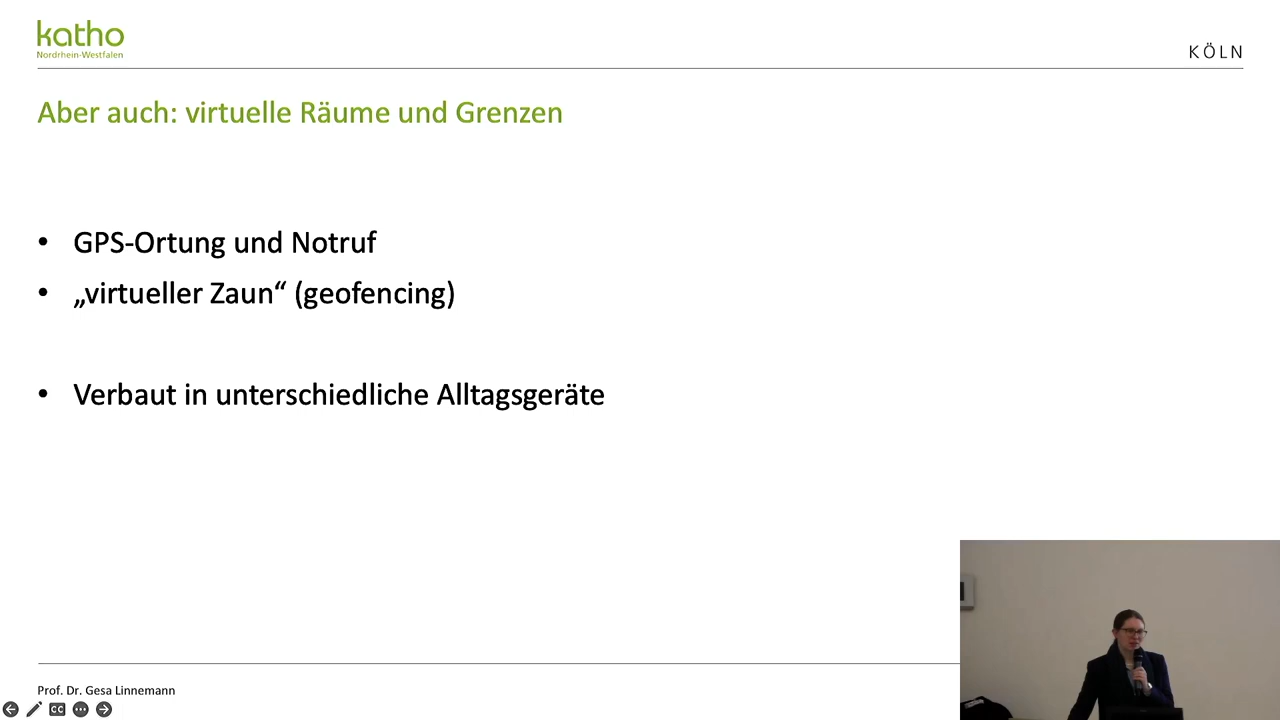 katho
Nordrhein-Westfalen
KÖLN
Aber auch: virtuelle Räume und Grenzen
• GPS-Ortung und Notruf
• „virtueller Zaun“ (geofencing)
• Verbaut in unterschiedliche Alltagsgeräte
Prof. Dr. Gesa Linnemann
CC